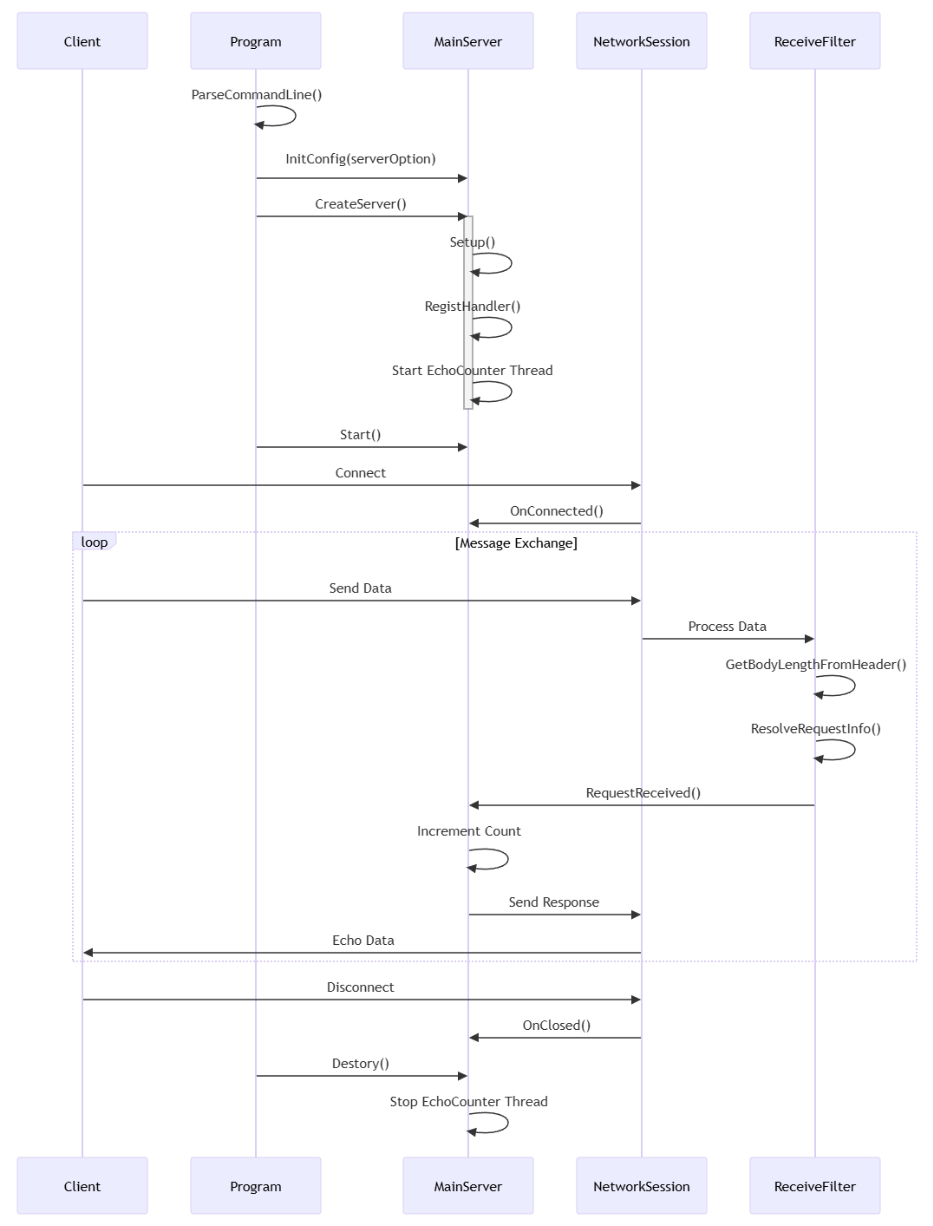 Client Program MainServer NetworkSession ReceiveFilter
ParseCommandLine()
InitConfig(serverOption)
CreateServer()
Setup()
RegistHandler()
Start EchoCounter Thread
Start()
Connect
OnConnected()
loop [Message Exchange]
Send Data
Process Data
GetBodyLengthFromHeader()
ResolveRequestInfo()
RequestReceived()
Increment Count
Send Response
Echo Data
Disconnect
OnClosed()
Destory()
Stop EchoCounter Thread
Client Program MainServer NetworkSession ReceiveFilter